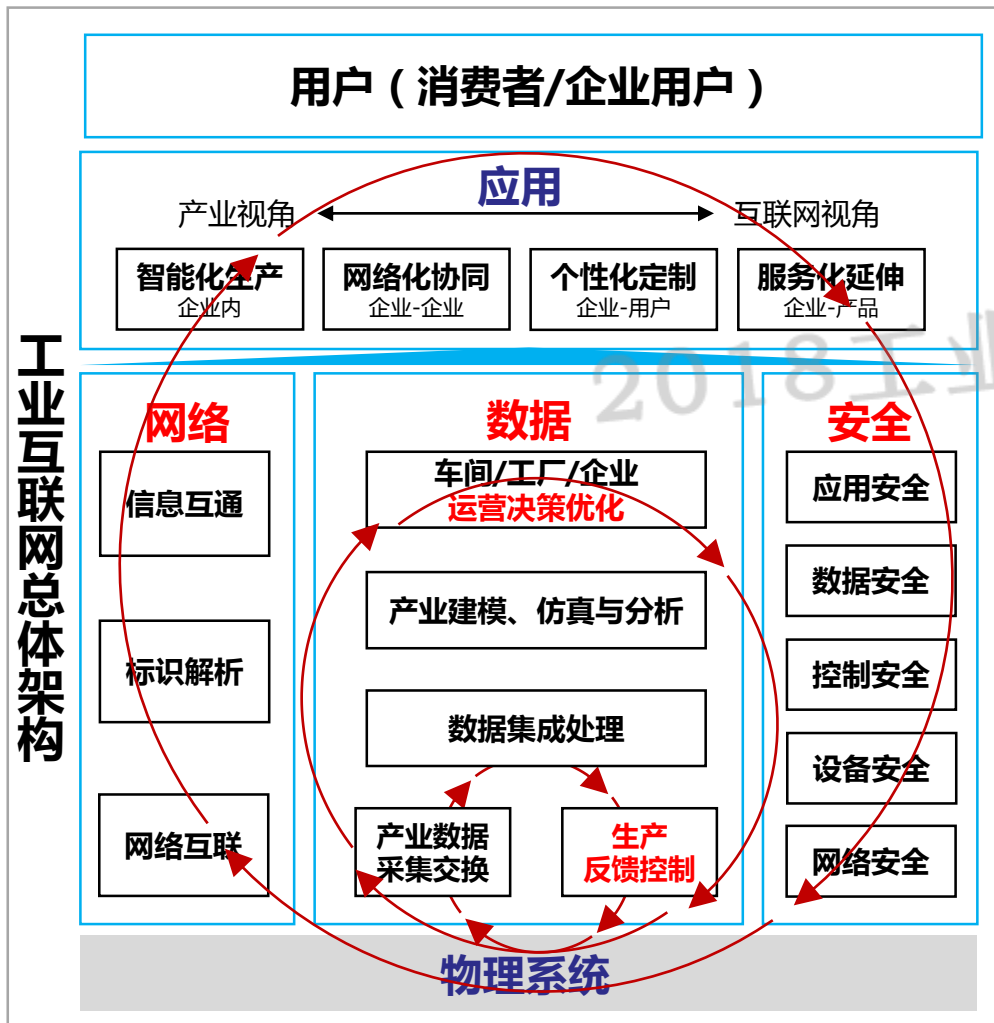 工业互联网总体架构
用户（消费者/企业用户）
应用
产业视角
互联网视角
智能化生产
企业内
网络化协同
企业-企业
个性化定制
企业-用户
服务化延伸
企业-产品
2018工业
网络
信息互通
标识解析
网络互联
数据
车间/工厂/企业
运营决策优化
产业建模、仿真与分析
数据集成处理
产业数据
采集交换
生产
反馈控制
安全
应用安全
数据安全
控制安全
设备安全
网络安全
物理系统